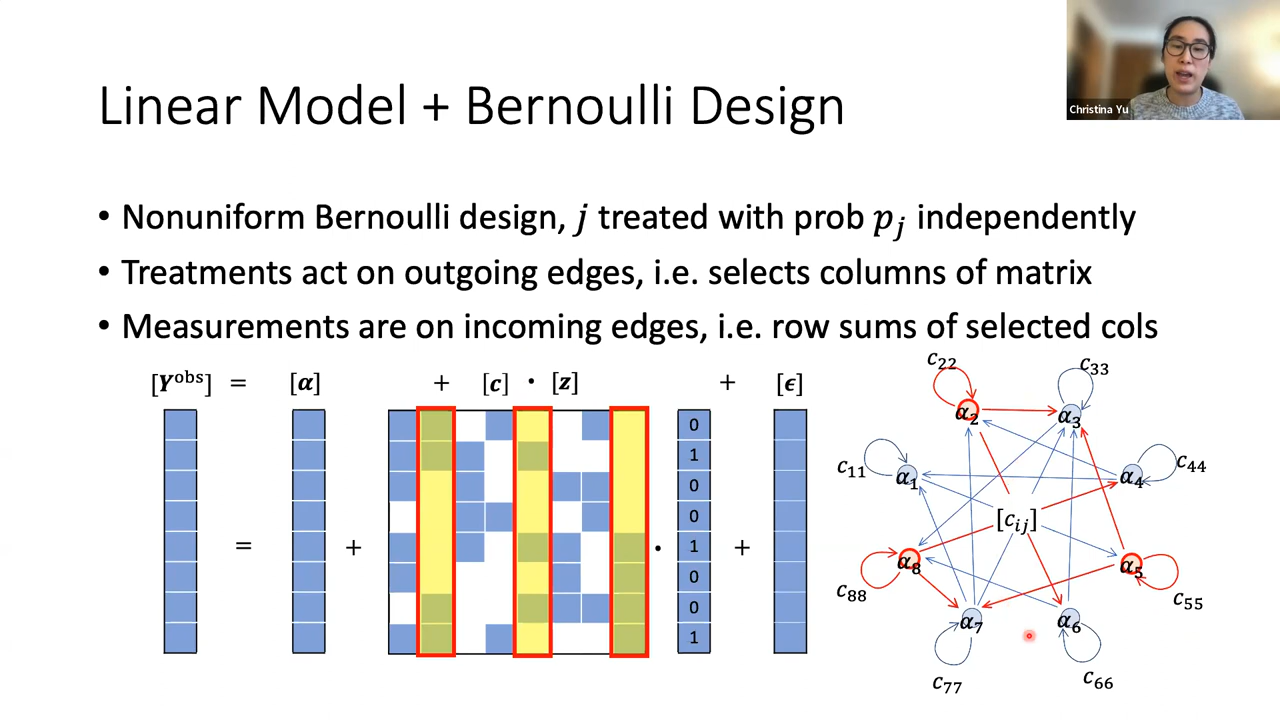 Christina Yu
Linear Model + Bernoulli Design
• Nonuniform Bernoulli design, j treated with prob pⱼ independently
• Treatments act on outgoing edges, i.e. selects columns of matrix
• Measurements are on incoming edges, i.e. row sums of selected cols
[Y^obs] = [α] + [c] · [z] + [ϵ]
0
1
0
0
= + 1 · +
0
0
1
c₂₂ c₃₃
α₂ α₃
c₁₁ α₁ α₄ c₄₄
[cᵢⱼ]
α₈ α₅
c₈₈ c₅₅
α₇ α₆
c₇₇ c₆₆